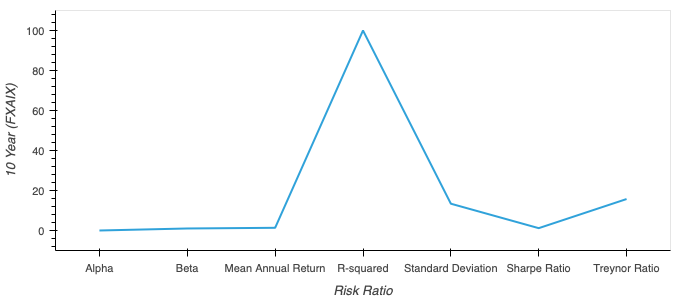 100
80
60
40
20
0
10 Year (FXAIX)
Alpha Beta Mean Annual Return R-squared Standard Deviation Sharpe Ratio Treynor Ratio
Risk Ratio